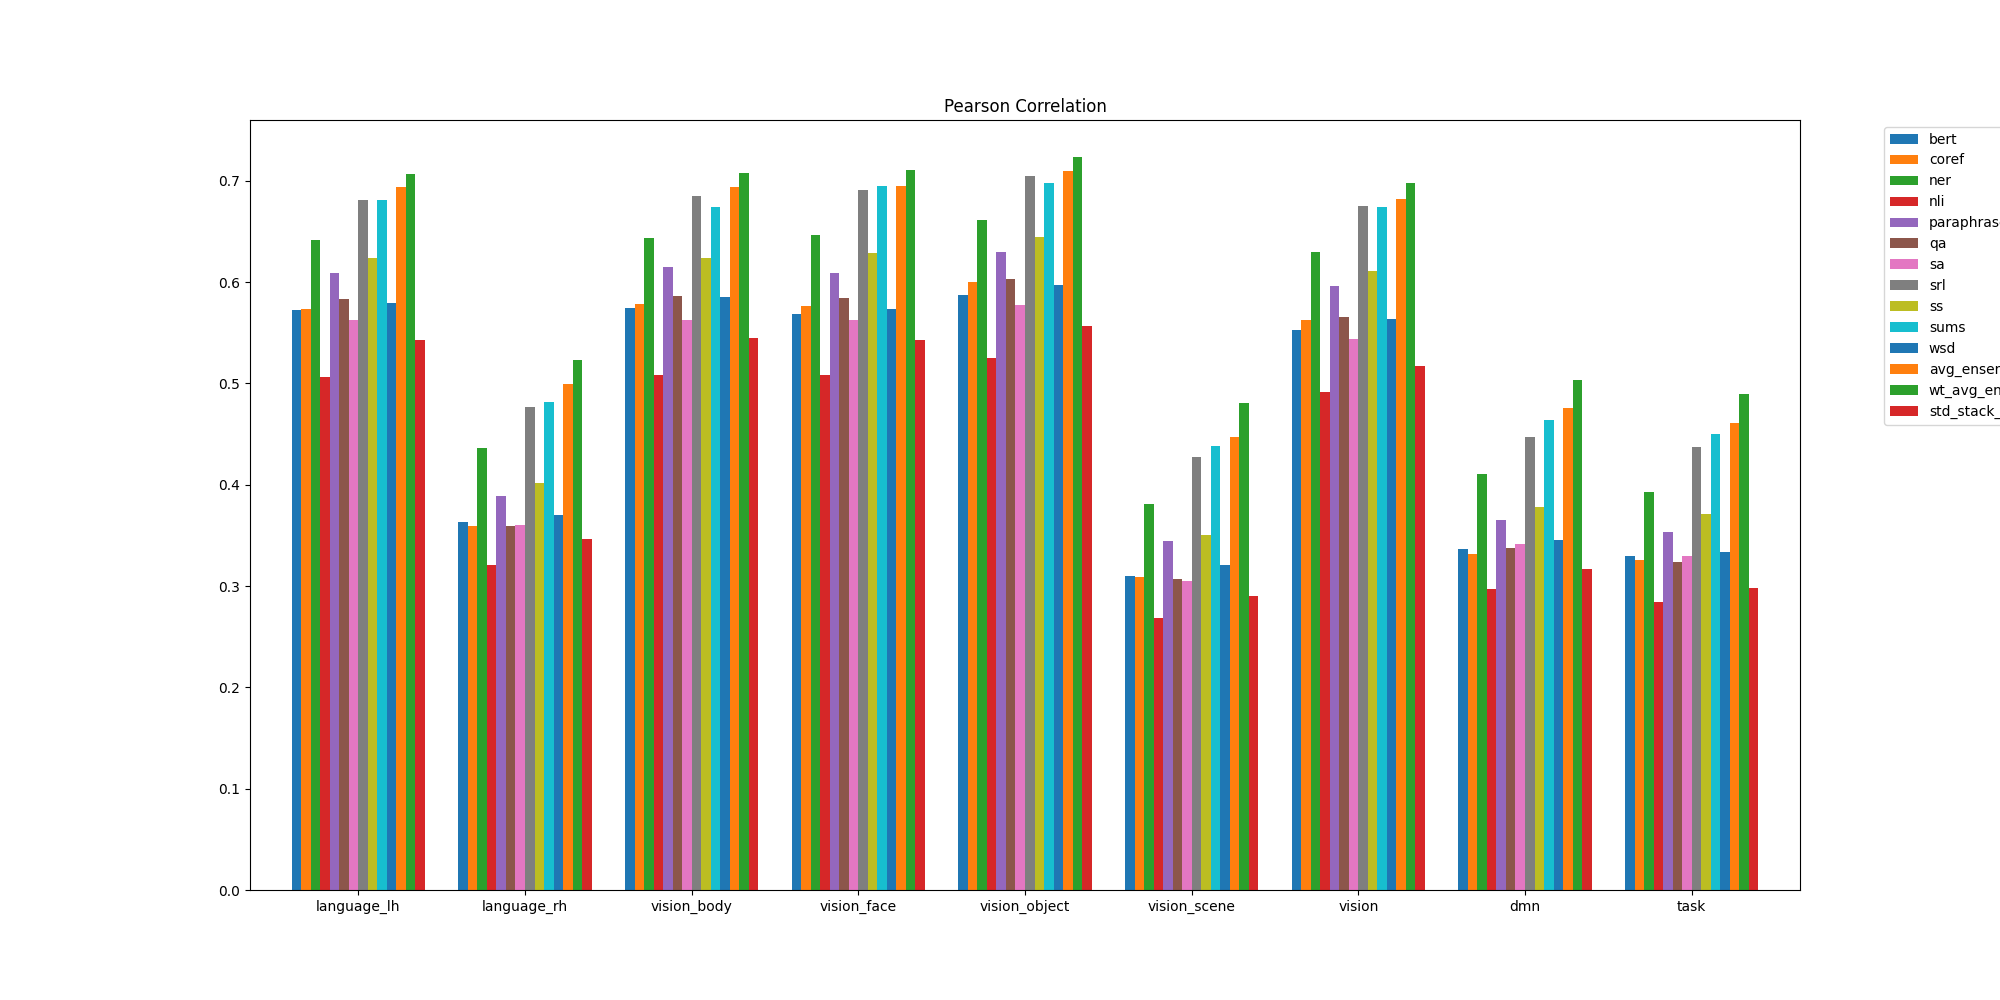 Pearson Correlation
0.7
0.6
0.5
0.4
0.3
0.2
0.1
0.0
language_lh language_rh vision_body vision_face vision_object vision_scene vision dmn task
bert
coref
ner
nli
paraphras
qa
sa
srl
ss
sums
wsd
avg_enser
wt_avg_en
std_stack_